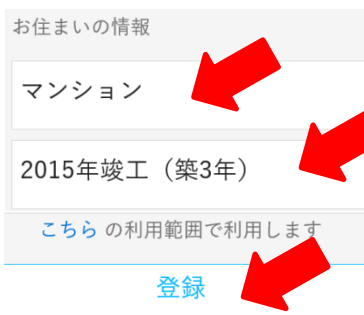 お住まいの情報
マンション
2015年竣工（築3年）
こちら の利用範囲で利用します
登録